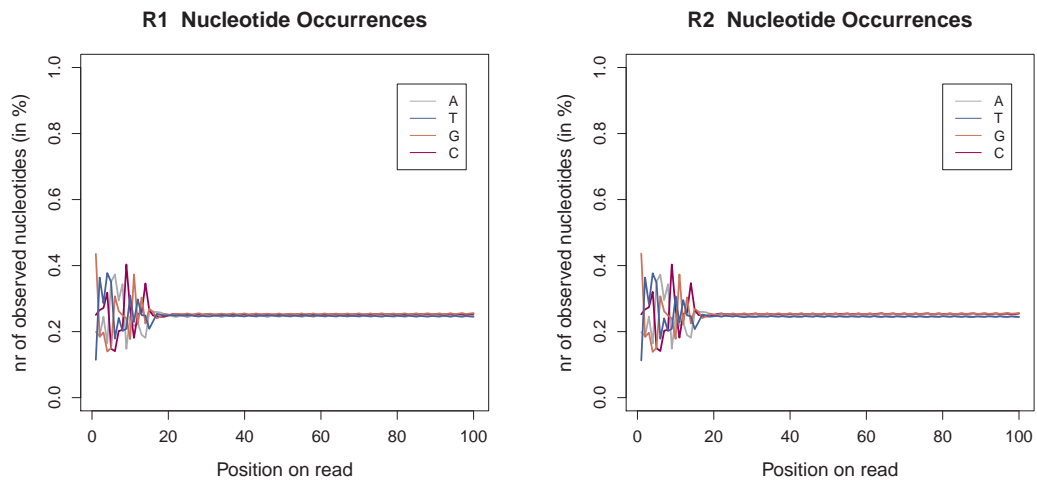 R1 Nucleotide Occurrences
nr of observed nucleotides (in %)
1.0
0.8
0.6
0.4
0.2
0.0
A
T
G
C
0 20 40 60 80 100
Position on read
R2 Nucleotide Occurrences
nr of observed nucleotides (in %)
1.0
0.8
0.6
0.4
0.2
0.0
A
T
G
C
0 20 40 60 80 100
Position on read